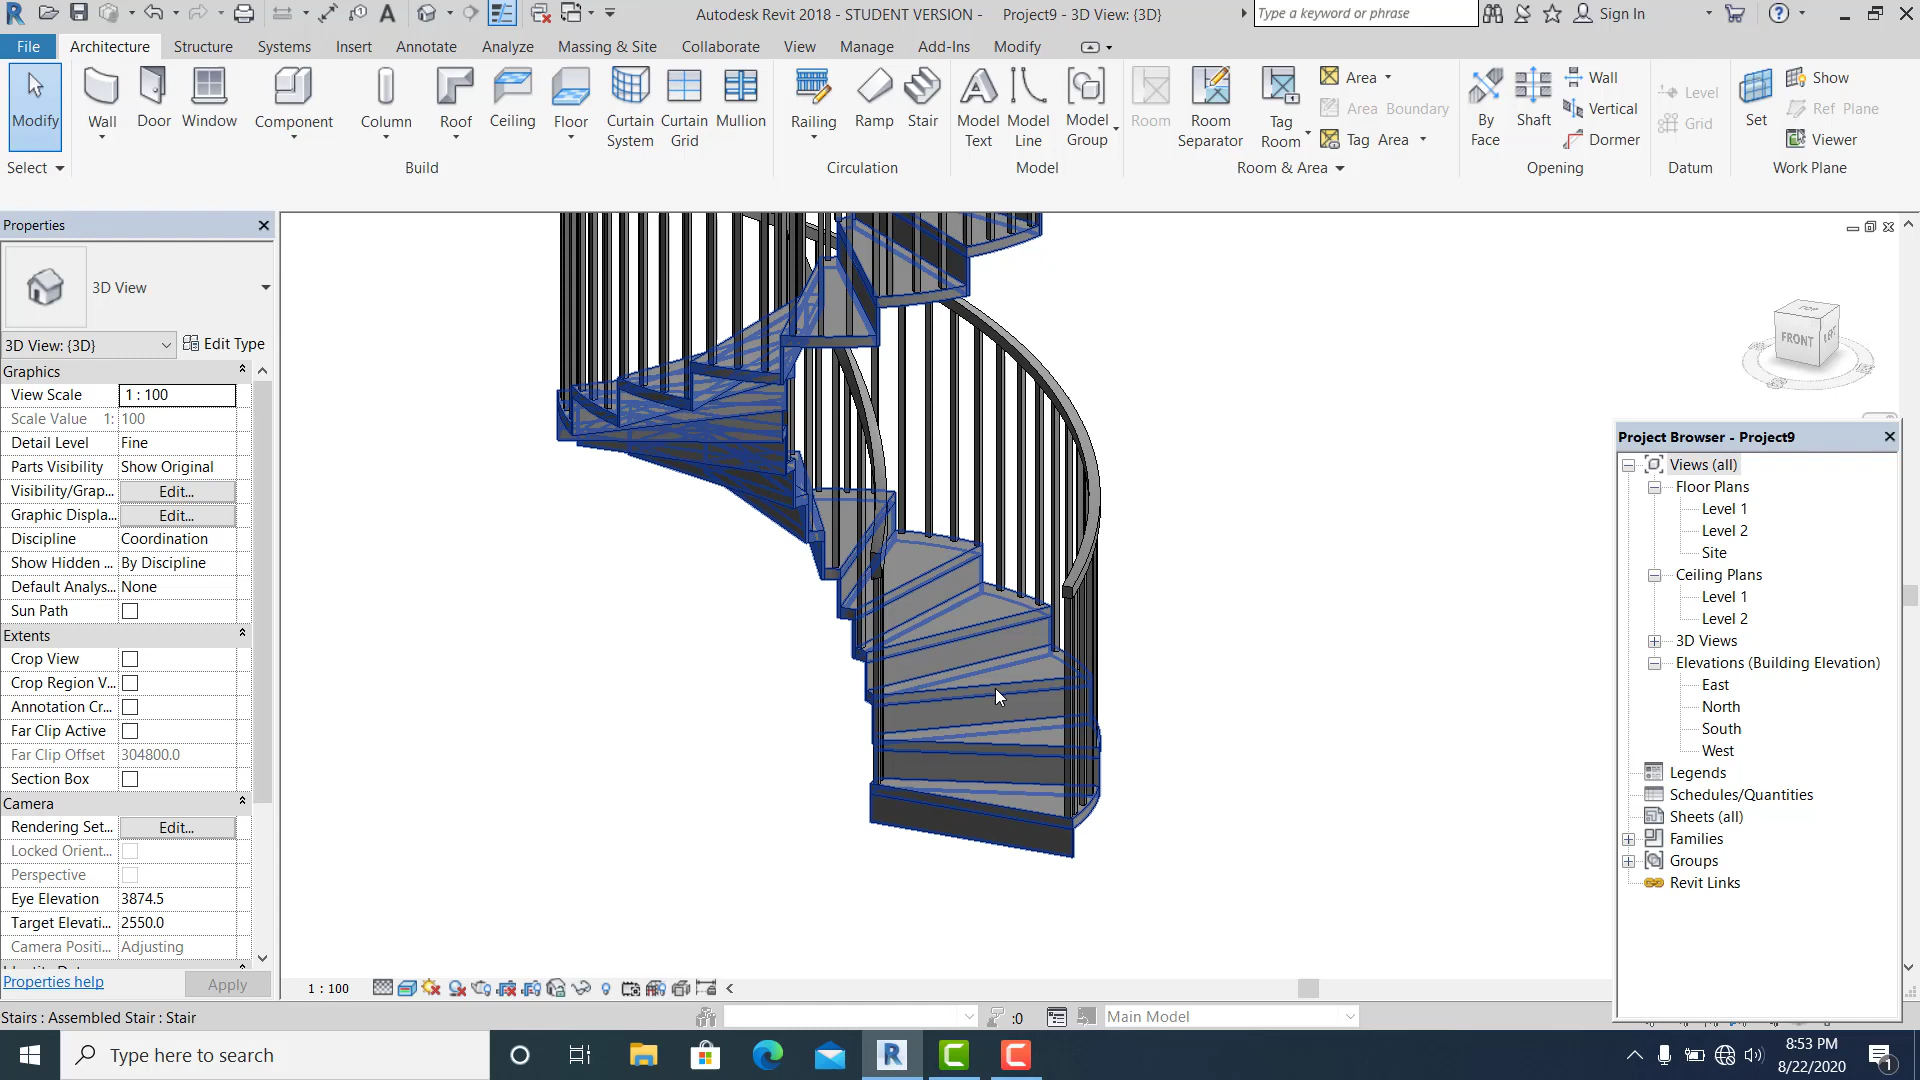 Autodesk Revit 2018 - STUDENT VERSION - Project9 - 3D View: {3D}
Type a keyword or phrase
Sign In
File Architecture Structure Systems Insert Annotate Analyze Massing & Site Collaborate View Manage Add-Ins Modify
Modify
Wall
Door
Window
Component
Column
Roof
Ceiling
Floor
Curtain System
Curtain Grid
Mullion
Railing
Ramp
Stair
Model Text
Model Line
Model Group
Room
Room Separator
Tag Room
Area
Area Boundary
Tag Area
By Face
Shaft
Wall
Vertical
Dormer
Level
Grid
Set
Show
Ref Plane
Viewer
Select
Build
Circulation
Model
Room & Area
Opening
Datum
Work Plane
Properties
3D View
3D View: {3D}
Edit Type
Graphics
View Scale 1 : 100
Scale Value 1: 100
Detail Level Fine
Parts Visibility Show Original
Visibility/Grap... Edit...
Graphic Displa... Edit...
Discipline Coordination
Show Hidden ... By Discipline
Default Analys... None
Sun Path
Extents
Crop View
Crop Region V...
Annotation Cr...
Far Clip Active
Far Clip Offset 304800.0
Section Box
Camera
Rendering Set... Edit...
Locked Orient...
Perspective
Eye Elevation 3874.5
Target Elevati... 2550.0
Camera Positi... Adjusting
Properties help
Apply
TOP
FRONT
LEFT
Project Browser - Project9
Views (all)
Floor Plans
Level 1
Level 2
Site
Ceiling Plans
Level 1
Level 2
3D Views
Elevations (Building Elevation)
East
North
South
West
Legends
Schedules/Quantities
Sheets (all)
Families
Groups
Revit Links
1 : 100
Stairs : Assembled Stair : Stair
:0
Main Model
Type here to search
8:53 PM
8/22/2020
1